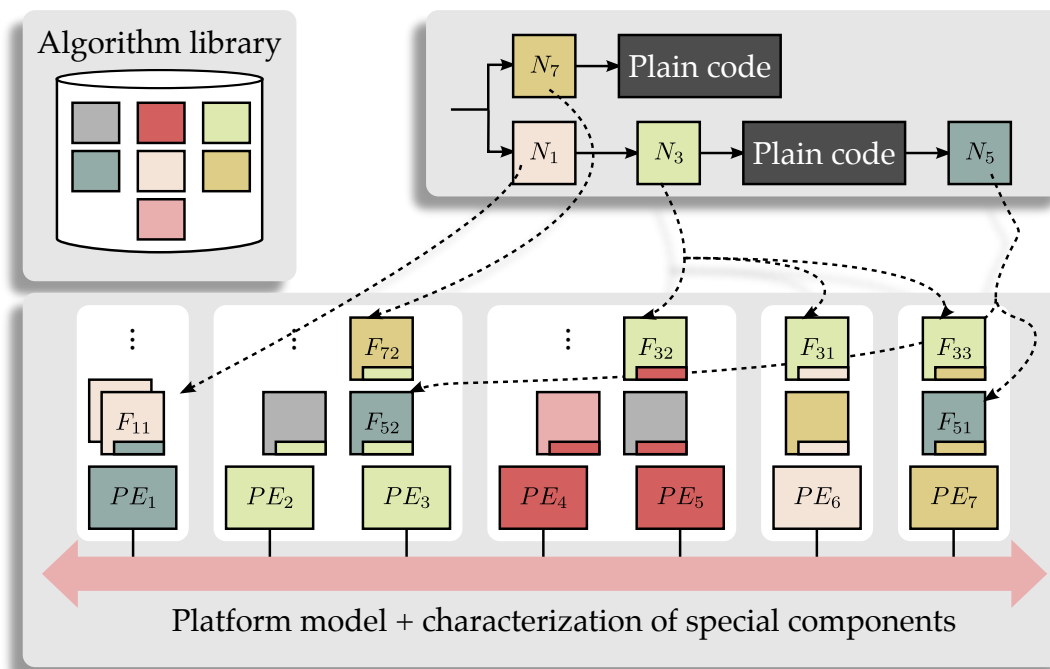 Algorithm library
N7
Plain code
N1
N3
Plain code
N5
⋮
⋮
F72
⋮
F32
F31
F33
F11
F52
F51
PE1
PE2
PE3
PE4
PE5
PE6
PE7
Platform model + characterization of special components